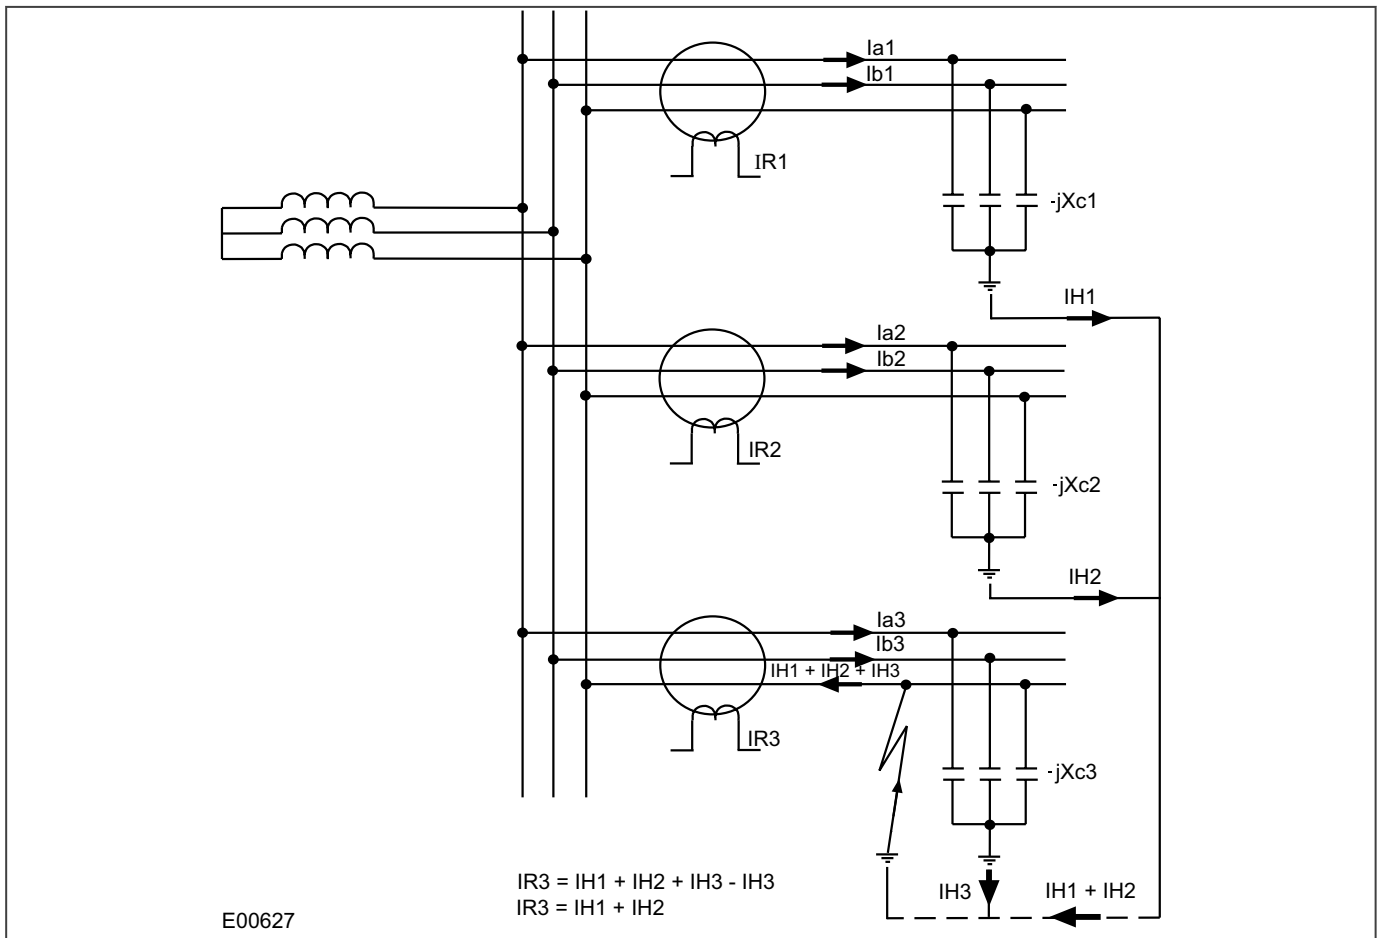 Ia1
Ib1
IR1
-jXc1
IH1
Ia2
Ib2
IR2
-jXc2
IH2
Ia3
Ib3
IH1 + IH2 + IH3
IR3
-jXc3
IR3 = IH1 + IH2 + IH3 - IH3
IH3
IH1 + IH2
IR3 = IH1 + IH2
E00627